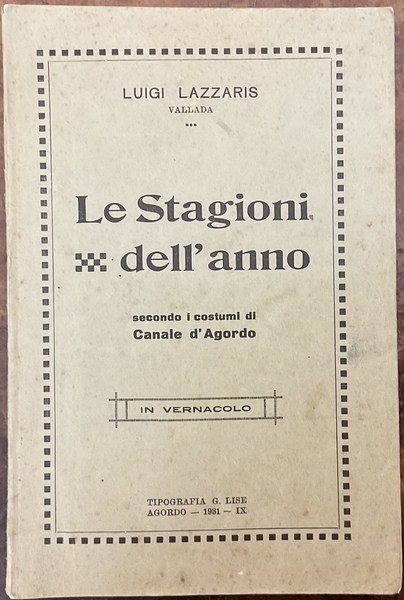 LUIGI LAZZARIS
VALLADA
Le Stagioni
dell'anno
secondo i costumi di
Canale d'Agordo
IN VERNACOLO
TIPOGRAFIA G. LISE
AGORDO — 1931 — IX